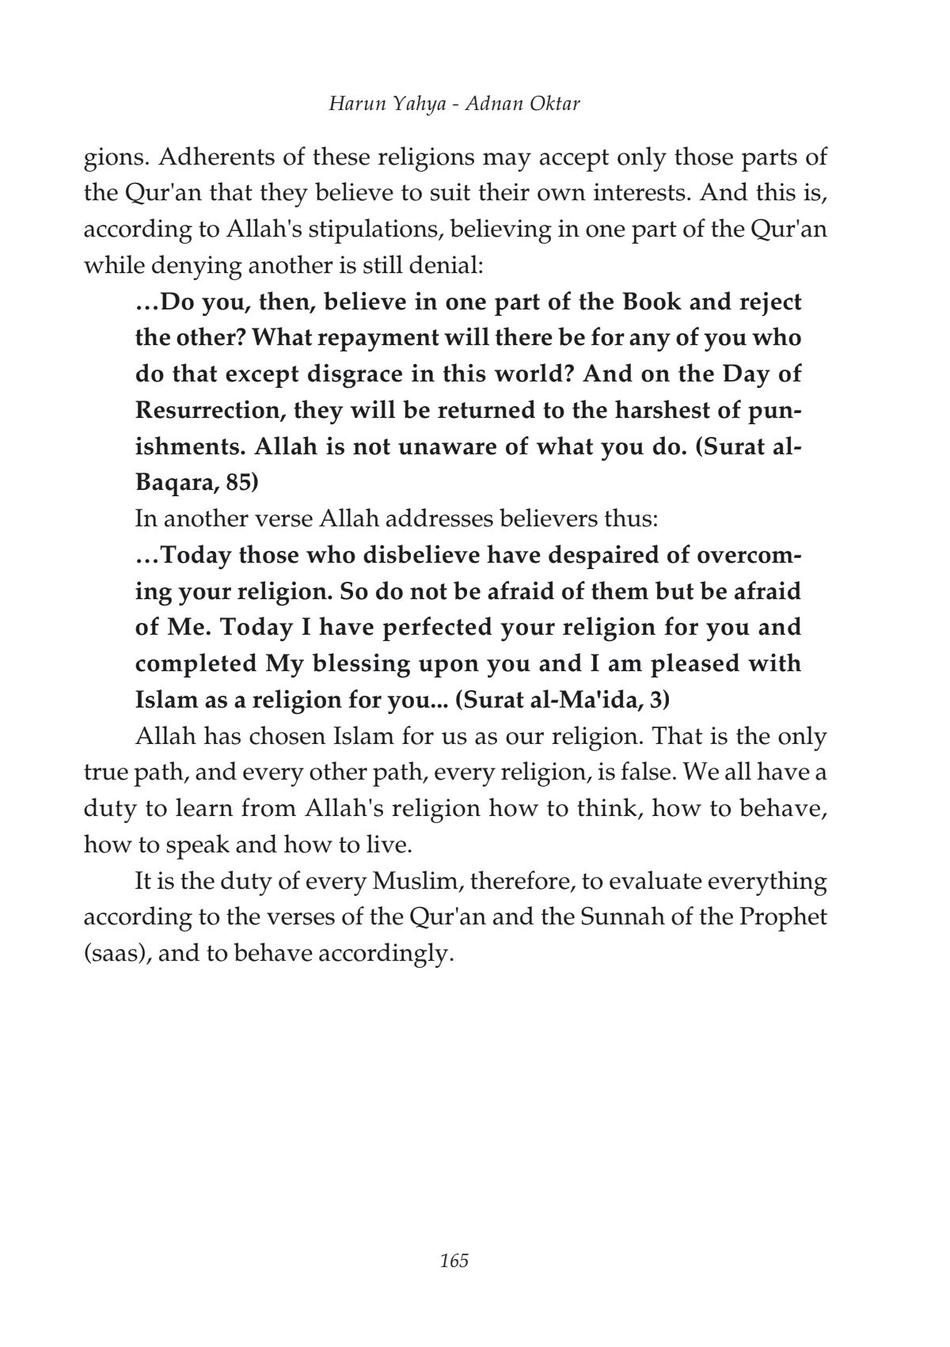 Harun Yahya - Adnan Oktar
gions. Adherents of these religions may accept only those parts of
the Qur'an that they believe to suit their own interests. And this is,
according to Allah's stipulations, believing in one part of the Qur'an
while denying another is still denial:
…Do you, then, believe in one part of the Book and reject
the other? What repayment will there be for any of you who
do that except disgrace in this world? And on the Day of
Resurrection, they will be returned to the harshest of pun-
ishments. Allah is not unaware of what you do. (Surat al-
Baqara, 85)
In another verse Allah addresses believers thus:
…Today those who disbelieve have despaired of overcom-
ing your religion. So do not be afraid of them but be afraid
of Me. Today I have perfected your religion for you and
completed My blessing upon you and I am pleased with
Islam as a religion for you... (Surat al-Ma'ida, 3)
Allah has chosen Islam for us as our religion. That is the only
true path, and every other path, every religion, is false. We all have a
duty to learn from Allah's religion how to think, how to behave,
how to speak and how to live.
It is the duty of every Muslim, therefore, to evaluate everything
according to the verses of the Qur'an and the Sunnah of the Prophet
(saas), and to behave accordingly.
165